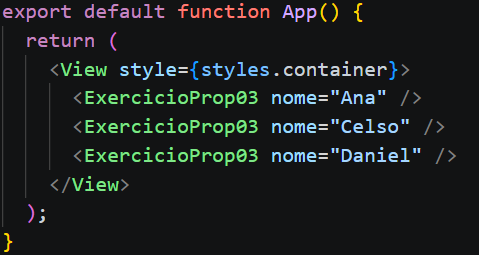 export default function App() {
  return (
    <View style={styles.container}>
      <ExercicioProp03 nome="Ana" />
      <ExercicioProp03 nome="Celso" />
      <ExercicioProp03 nome="Daniel" />
    </View>
  );
}